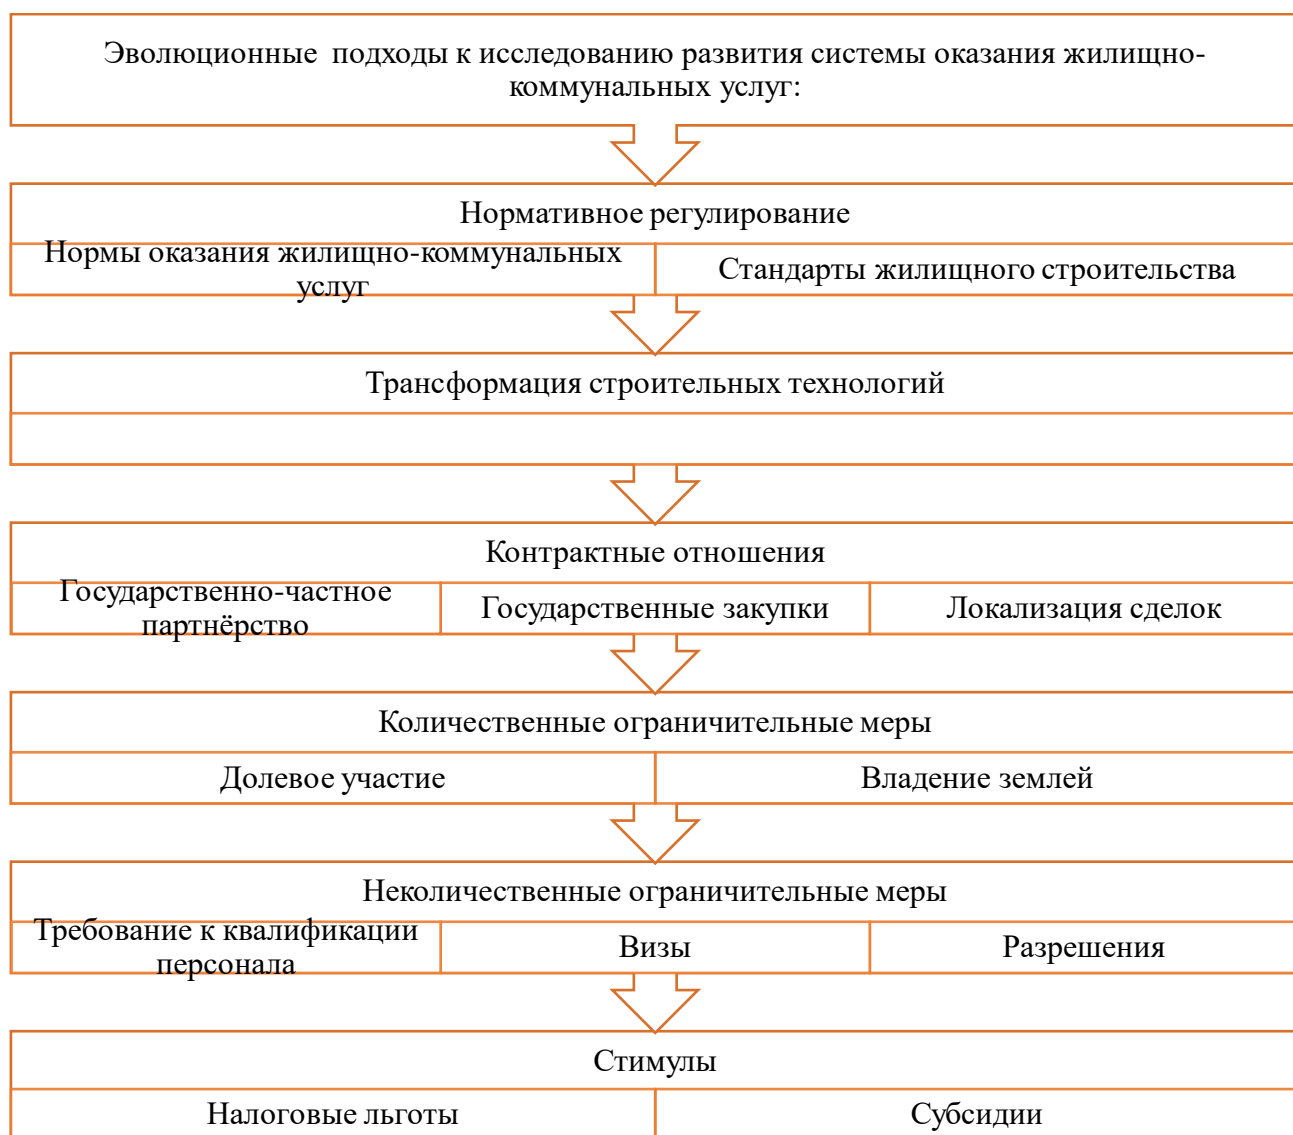 Эволюционные подходы к исследованию развития системы оказания жилищно-
коммунальных услуг:
Нормативное регулирование
Нормы оказания жилищно-коммунальных
услуг
Стандарты жилищного строительства
Трансформация строительных технологий
Контрактные отношения
Государственно-частное
партнёрство
Государственные закупки
Локализация сделок
Количественные ограничительные меры
Долевое участие
Владение землей
Неколичественные ограничительные меры
Требование к квалификации
персонала
Визы
Разрешения
Стимулы
Налоговые льготы
Субсидии